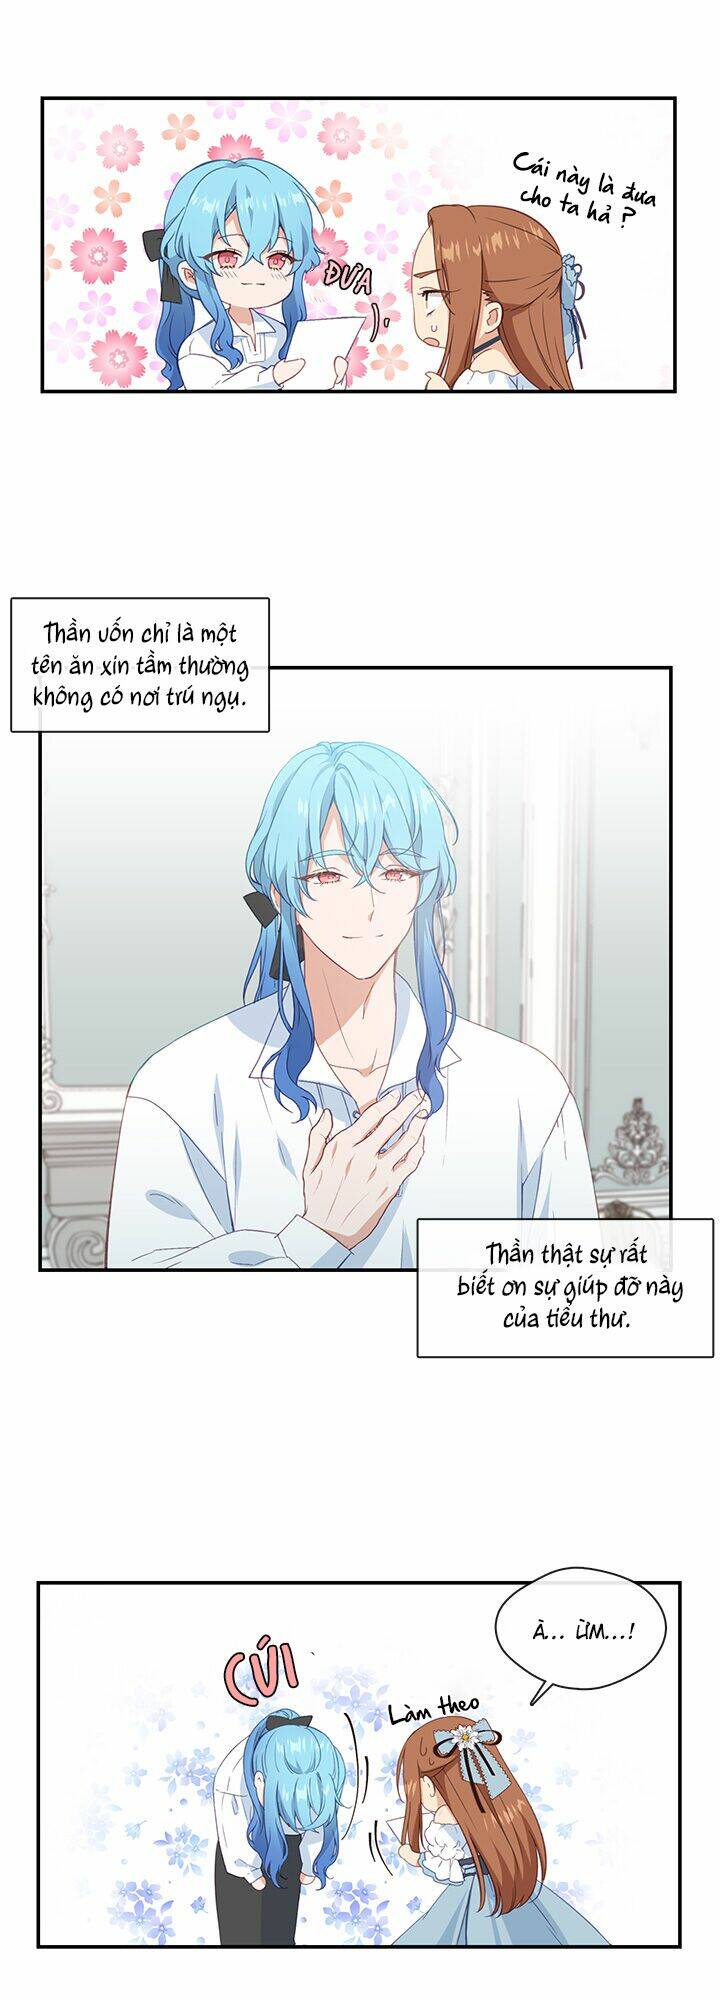 Cái này là đưa
cho ta hả?
ĐƯA
Thần uốn chỉ là một
tên ăn xin tầm thường
không có nơi trú ngụ.
Thần thật sự rất
biết ơn sự giúp đỡ này
của tiểu thư.
À... ỪM...!
CÚI
Làm theo